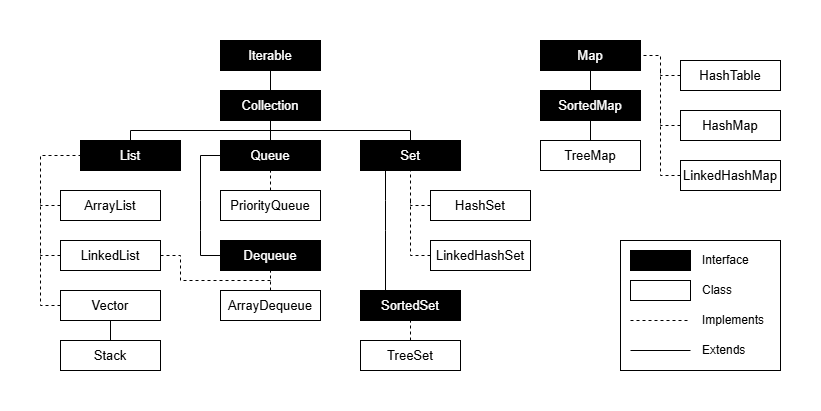 Iterable
Map
HashTable
Collection
SortedMap
HashMap
List
Queue
Set
TreeMap
LinkedHashMap
ArrayList
PriorityQueue
HashSet
LinkedList
Dequeue
LinkedHashSet
Interface
Class
Vector
ArrayDequeue
SortedSet
Implements
Stack
TreeSet
Extends